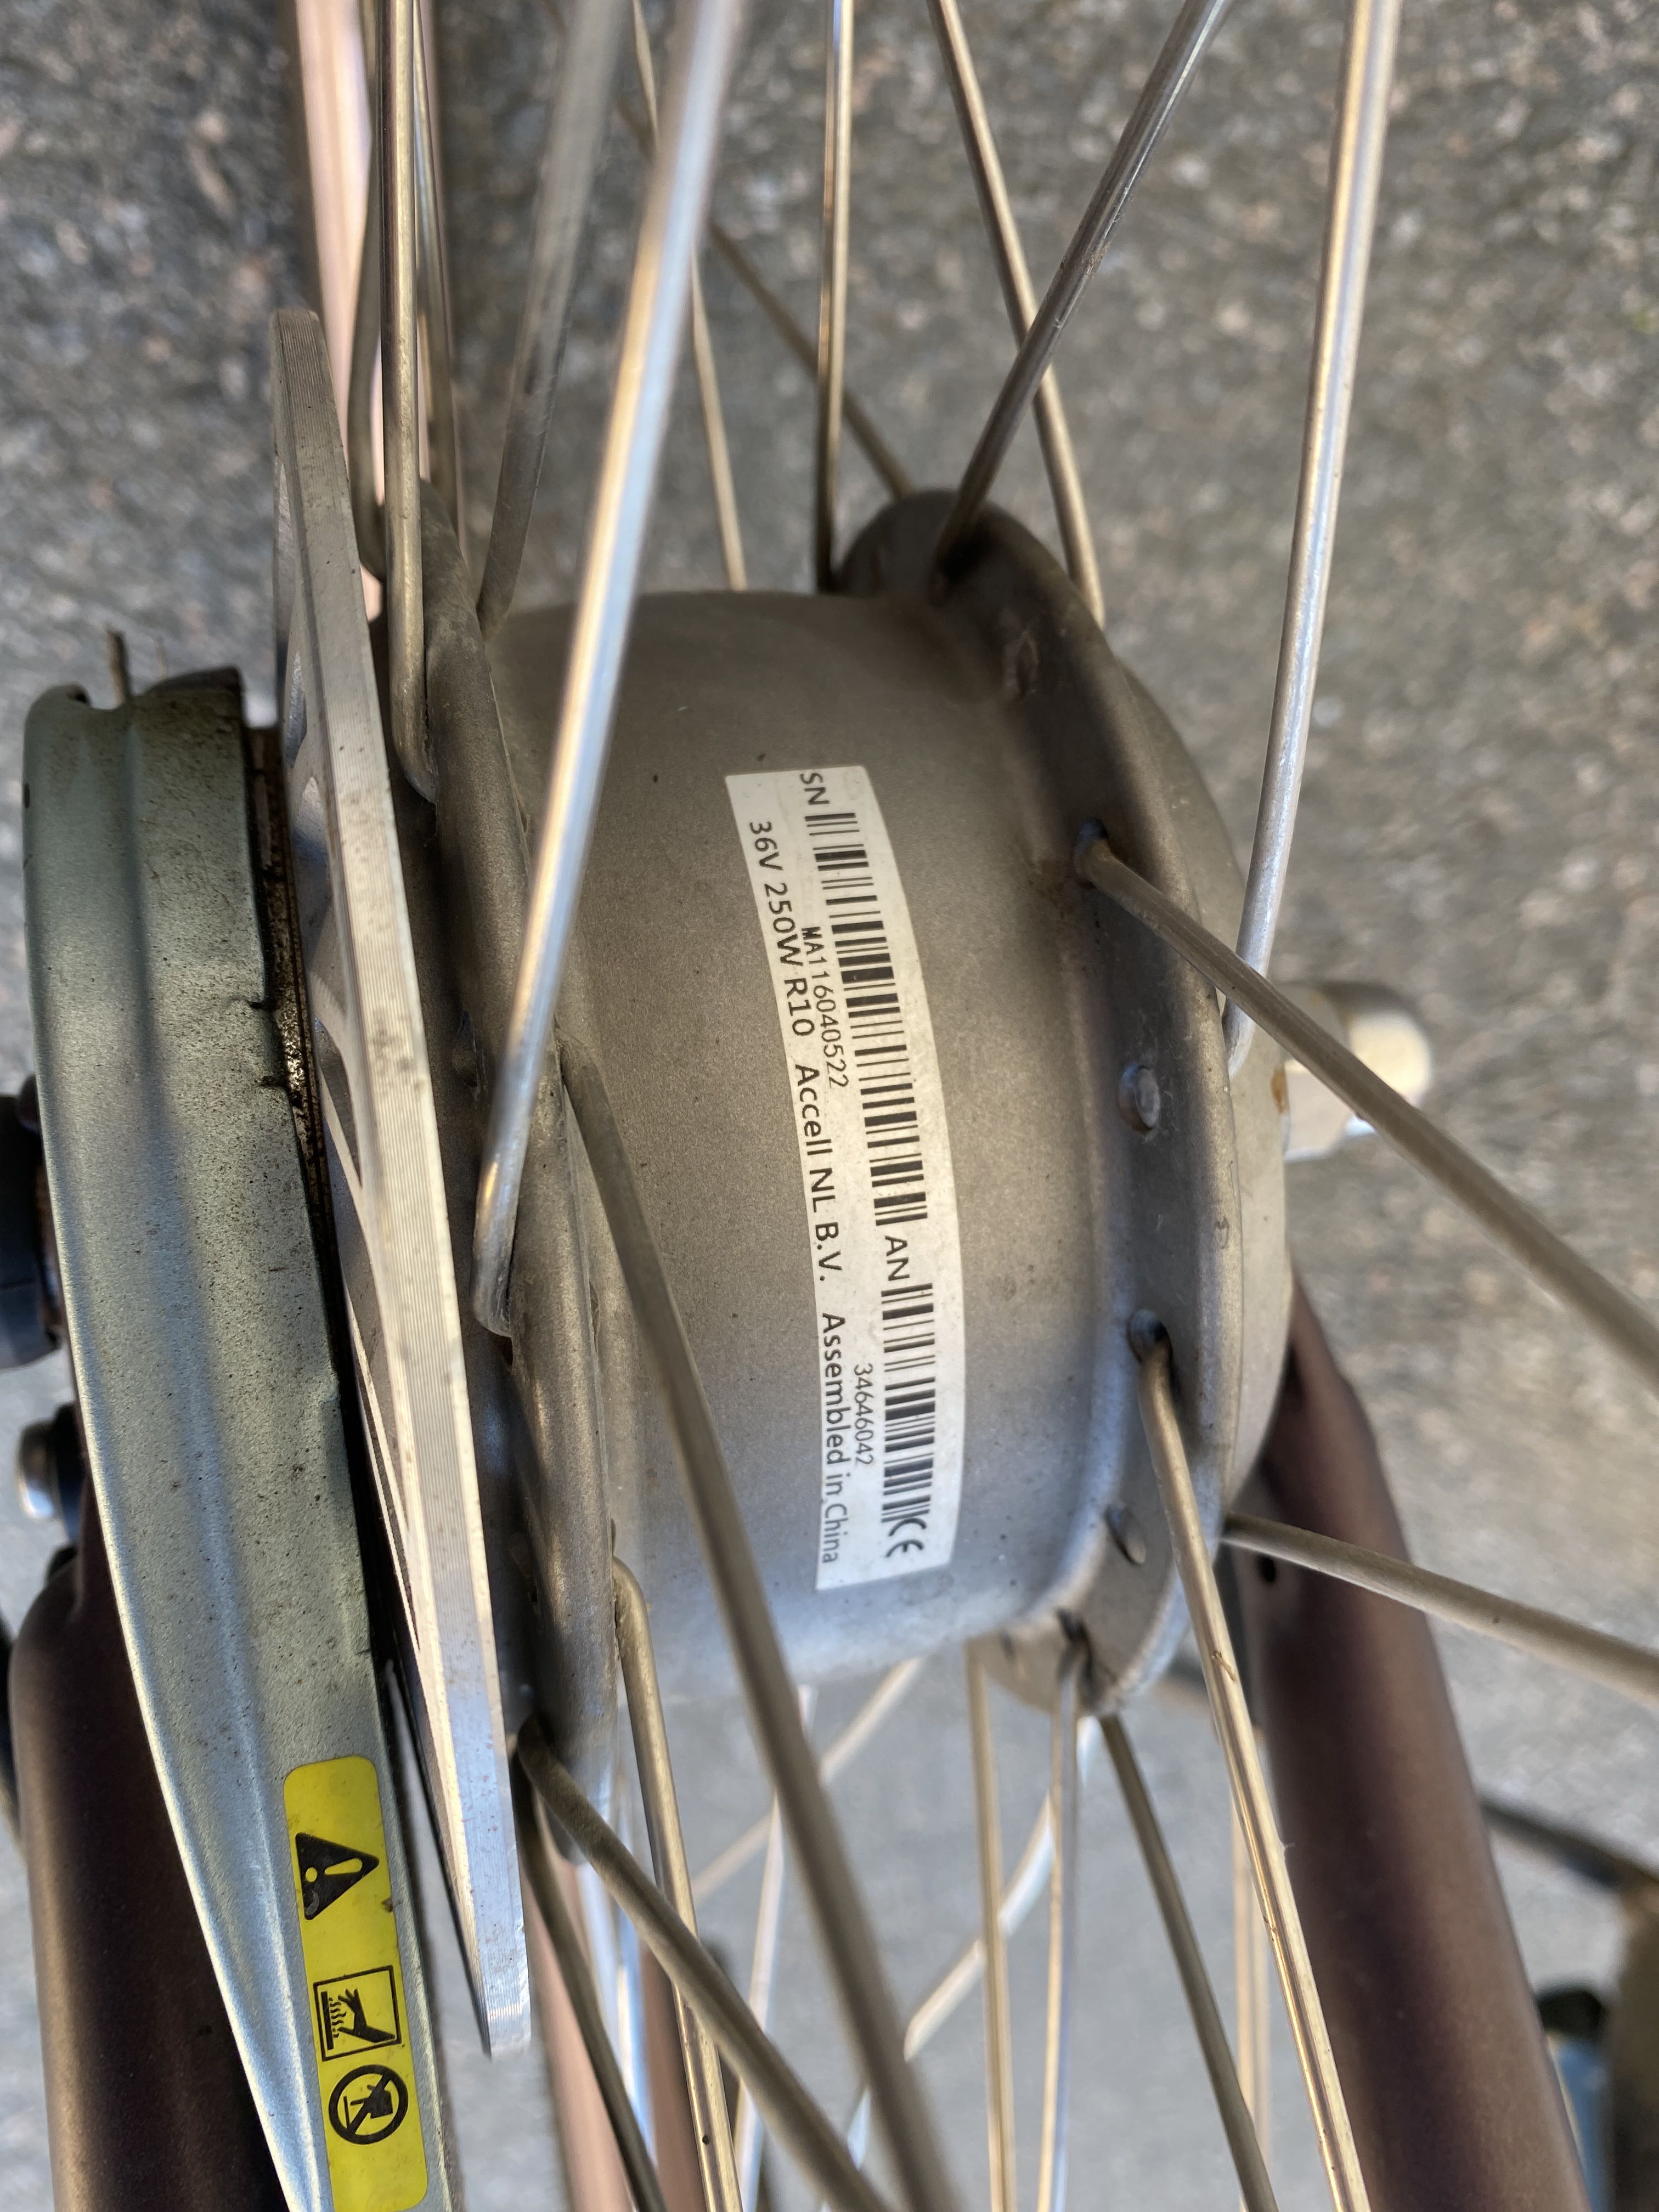 SN AN CE
MA116040522 34646042
36V 250W R10 Accell NL B.V. Assembled in China